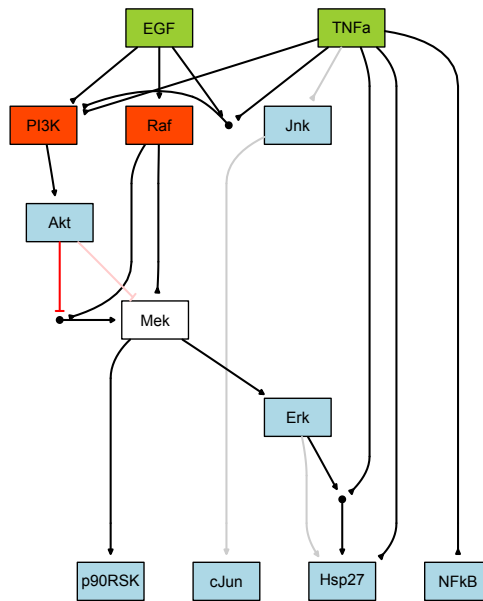 EGF
TNFa
PI3K
Raf
Jnk
Akt
Mek
Erk
p90RSK
cJun
Hsp27
NFkB